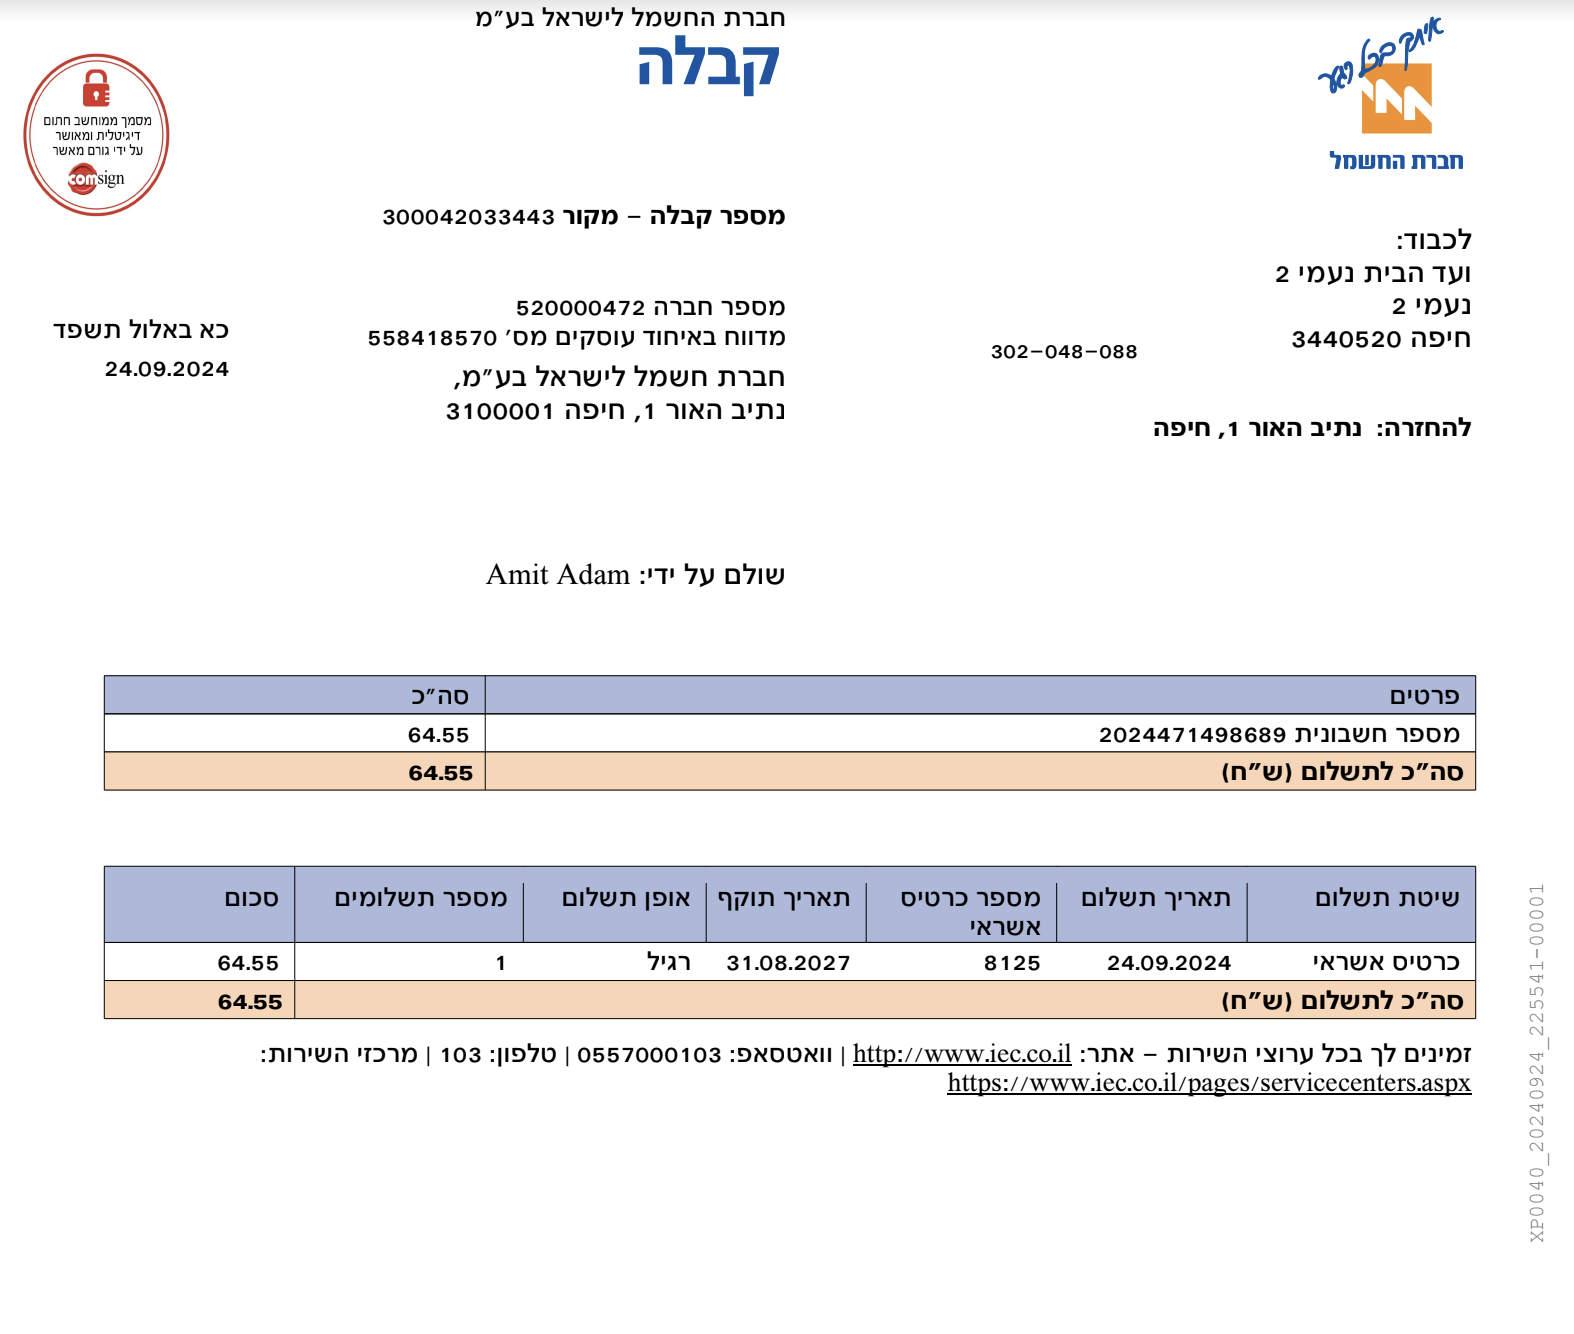 חברת החשמל לישראל בע"מ
קבלה
איתך בכל רגע
חברת החשמל
מסמך ממוחשב חתום
דיגיטלית ומאושר
על ידי גורם מאשר
comsign
מספר קבלה – מקור 300042033443
לכבוד:
ועד הבית נעמי 2
נעמי 2
חיפה 3440520
302-048-088
להחזרה: נתיב האור 1, חיפה
מספר חברה 520000472
מדווח באיחוד עוסקים מס' 558418570
חברת חשמל לישראל בע"מ,
נתיב האור 1, חיפה 3100001
כא באלול תשפד
24.09.2024
שולם על ידי: Amit Adam
פרטים סה"כ
מספר חשבונית 2024471498689 64.55
סה"כ לתשלום (ש"ח) 64.55
שיטת תשלום תאריך תשלום מספר כרטיס אשראי תאריך תוקף אופן תשלום מספר תשלומים סכום
כרטיס אשראי 24.09.2024 8125 31.08.2027 רגיל 1 64.55
סה"כ לתשלום (ש"ח) 64.55
זמינים לך בכל ערוצי השירות – אתר: http://www.iec.co.il | וואטסאפ: 0557000103 | טלפון: 103 | מרכזי השירות:
https://www.iec.co.il/pages/servicecenters.aspx
XP0040_20240924_225541-00001